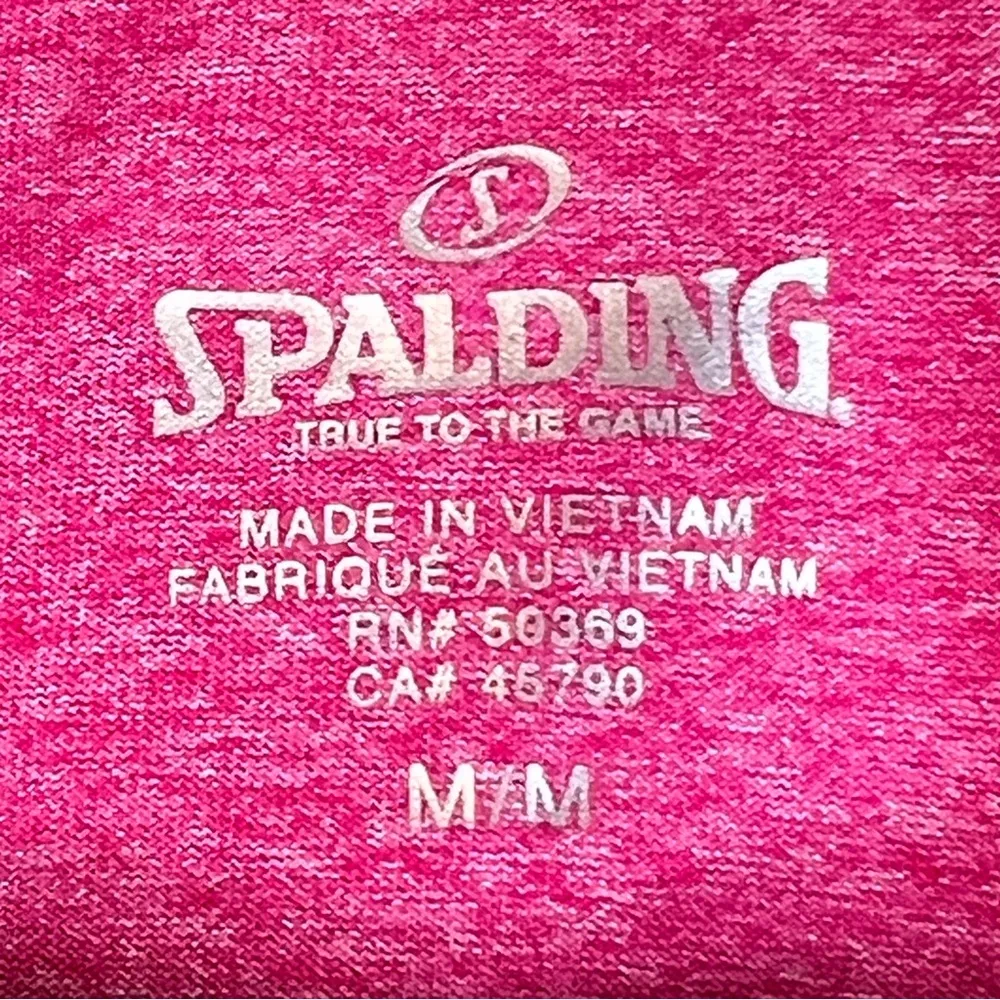 S
SPALDING®
TRUE TO THE GAME
MADE IN VIETNAM
FABRIQUÉ AU VIETNAM
RN# 50369
CA# 45790
M/M